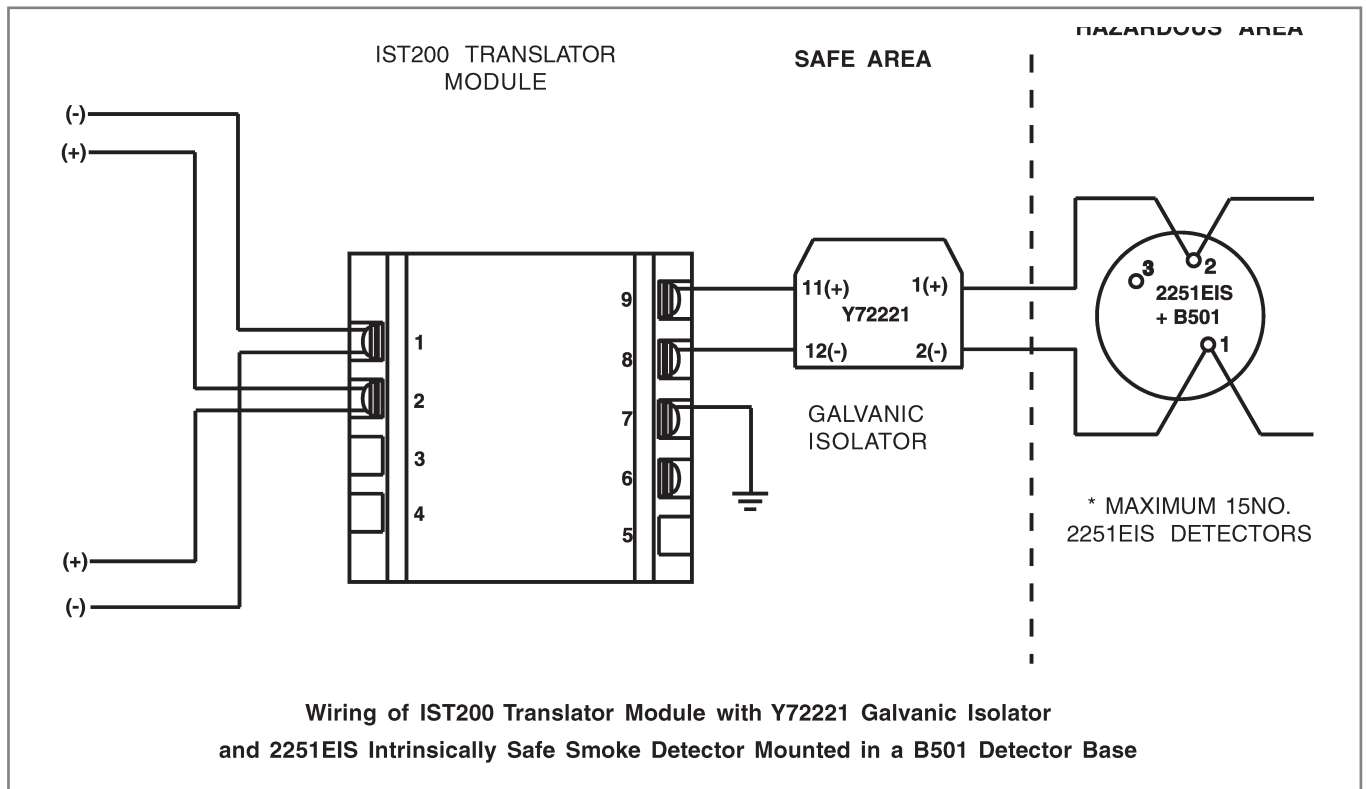 HAZARDOUS AREA
IST200 TRANSLATOR
MODULE
SAFE AREA
(-)
(+)
1
2
3
4
9
8
7
6
5
11(+)
1(+)
Y72221
12(-)
2(-)
GALVANIC
ISOLATOR
3
2
2251EIS
+ B501
1
* MAXIMUM 15NO.
2251EIS DETECTORS
(+)
(-)
Wiring of IST200 Translator Module with Y72221 Galvanic Isolator
and 2251EIS Intrinsically Safe Smoke Detector Mounted in a B501 Detector Base